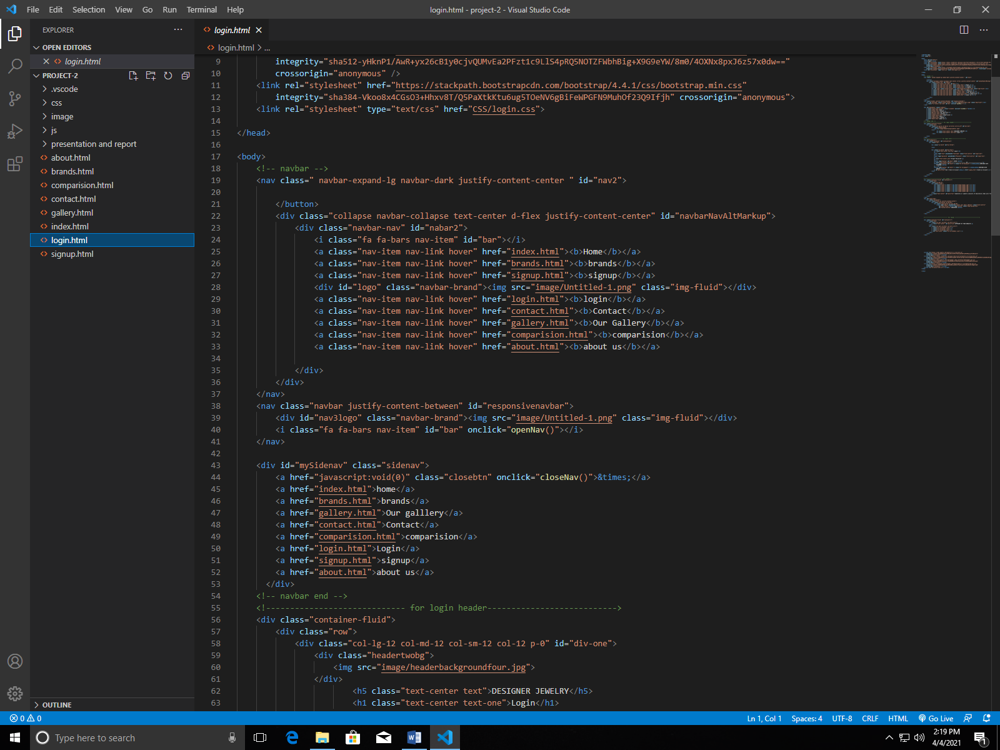 File Edit Selection View Go Run Terminal Help login.html - project-2 - Visual Studio Code
EXPLORER
OPEN EDITORS
login.html
PROJECT-2
.vscode
css
image
js
presentation and report
about.html
brands.html
comparision.html
contact.html
gallery.html
index.html
login.html
signup.html
OUTLINE
login.html
login.html > ...
9 integrity="sha512-yHknP1/AwR+yx26cB1y0cjvQUMvEa2PFzt1c9LlS4pRQ5NOTZFWbhBig+X9G9eYW/8m0/4OXNx8pxJ6z57x0dw=="
10 crossorigin="anonymous" />
11 <link rel="stylesheet" href="https://stackpath.bootstrapcdn.com/bootstrap/4.4.1/css/bootstrap.min.css"
12 integrity="sha384-Vkoo8x4CGsO3+Hhxv8T/Q5PaXtkKtu6ug5TOeNV6gBiFeWPGFN9MuhOf23Q9Ifjh" crossorigin="anonymous">
13 <link rel="stylesheet" type="text/css" href="CSS/login.css">
14
15 </head>
16
17 <body>
18 <!-- navbar -->
19 <nav class=" navbar-expand-lg navbar-dark justify-content-center " id="nav2">
20
21 </button>
22 <div class="collapse navbar-collapse text-center d-flex justify-content-center" id="navbarNavAltMarkup">
23 <div class="navbar-nav" id="nabar2">
24 <i class="fa fa-bars nav-item" id="bar"></i>
25 <a class="nav-item nav-link hover" href="index.html"><b>Home</b></a>
26 <a class="nav-item nav-link hover" href="brands.html"><b>brands</b></a>
27 <a class="nav-item nav-link hover" href="signup.html"><b>signup</b></a>
28 <div id="logo" class="navbar-brand"><img src="image/Untitled-1.png" class="img-fluid"></div>
29 <a class="nav-item nav-link hover" href="login.html"><b>login</b></a>
30 <a class="nav-item nav-link hover" href="contact.html"><b>Contact</b></a>
31 <a class="nav-item nav-link hover" href="gallery.html"><b>Our Gallery</b></a>
32 <a class="nav-item nav-link hover" href="comparision.html"><b>comparision</b></a>
33 <a class="nav-item nav-link hover" href="about.html"><b>about us</b></a>
34
35 </div>
36 </div>
37 </nav>
38 <nav class="navbar justify-content-between" id="responsivenavbar">
39 <div id="nav3logo" class="navbar-brand"><img src="image/Untitled-1.png" class="img-fluid"></div>
40 <i class="fa fa-bars nav-item" id="bar" onclick="openNav()"></i>
41 </nav>
42
43 <div id="mySidenav" class="sidenav">
44 <a href="javascript:void(0)" class="closebtn" onclick="closeNav()">&times;</a>
45 <a href="index.html">home</a>
46 <a href="brands.html">brands</a>
47 <a href="gallery.html">Our galllery</a>
48 <a href="contact.html">Contact</a>
49 <a href="comparision.html">comparision</a>
50 <a href="login.html">Login</a>
51 <a href="signup.html">signup</a>
52 <a href="about.html">about us</a>
53 </div>
54 <!-- navbar end -->
55 <!----------------------------- for login header--------------------------->
56 <div class="container-fluid">
57 <div class="row">
58 <div class="col-lg-12 col-md-12 col-sm-12 col-12 p-0" id="div-one">
59 <div class="headertwobg">
60 <img src="image/headerbackgroundfour.jpg">
61 </div>
62 <h5 class="text-center text">DESIGNER JEWELRY</h5>
63 <h1 class="text-center text-one">Login</h1>
0 0 Ln 1, Col 1 Spaces: 4 UTF-8 CRLF HTML Go Live
Type here to search
2:19 PM
4/4/2021
1